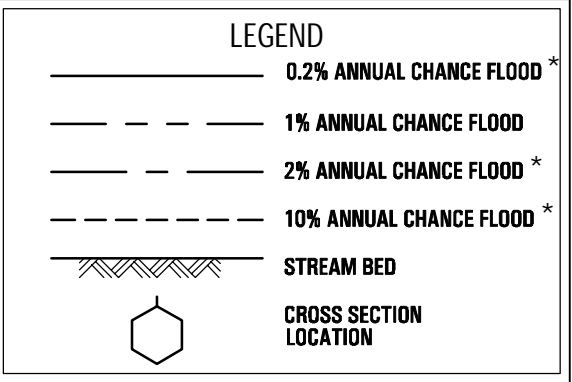 LEGEND
0.2% ANNUAL CHANCE FLOOD *
1% ANNUAL CHANCE FLOOD
2% ANNUAL CHANCE FLOOD *
10% ANNUAL CHANCE FLOOD *
STREAM BED
CROSS SECTION
LOCATION